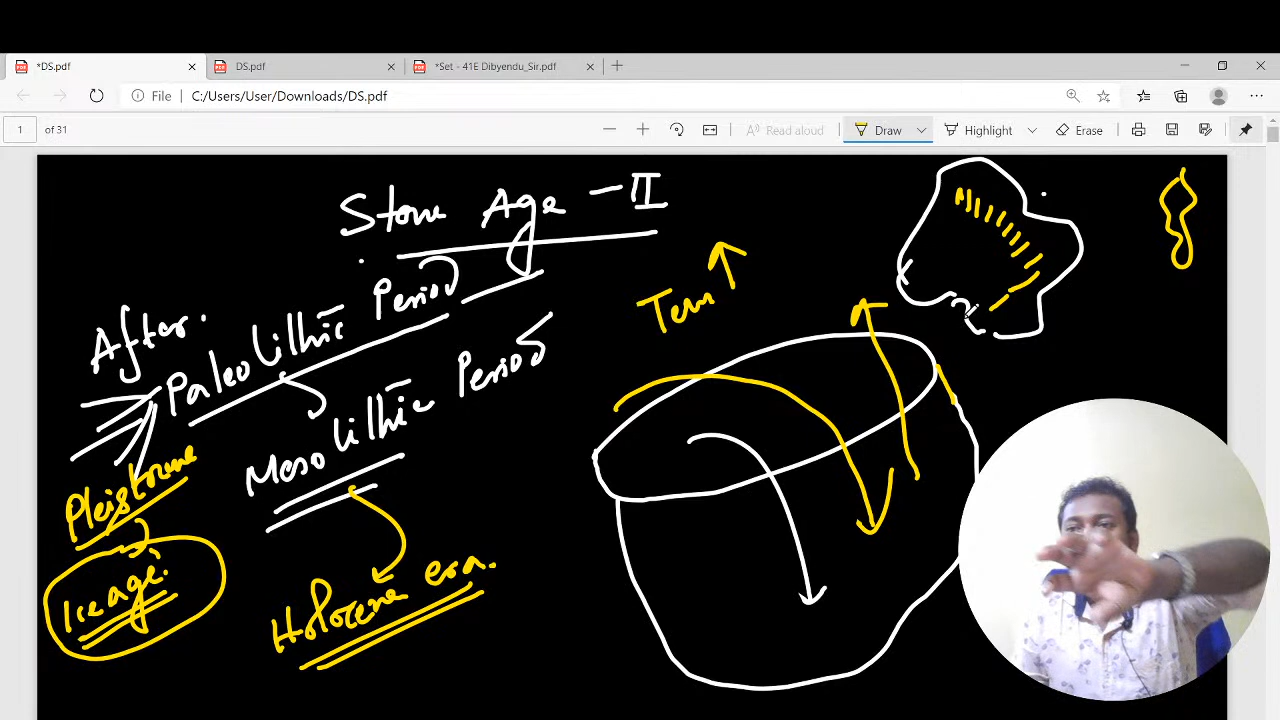 *DS.pdf
DS.pdf
*Set - 41E Dibyendu_Sir.pdf
File C:/Users/User/Downloads/DS.pdf
1 of 31
Read aloud
Draw
Highlight
Erase
Stone Age - II
After.
Paleolithic Period
Mesolithic Period
Pleistocene
Ice age.
Holocene era.
Tem ↑